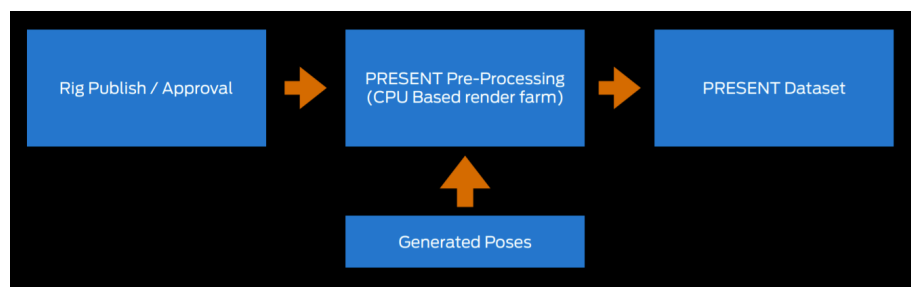 Rig Publish / Approval
PRESENT Pre-Processing
(CPU Based render farm)
PRESENT Dataset
Generated Poses